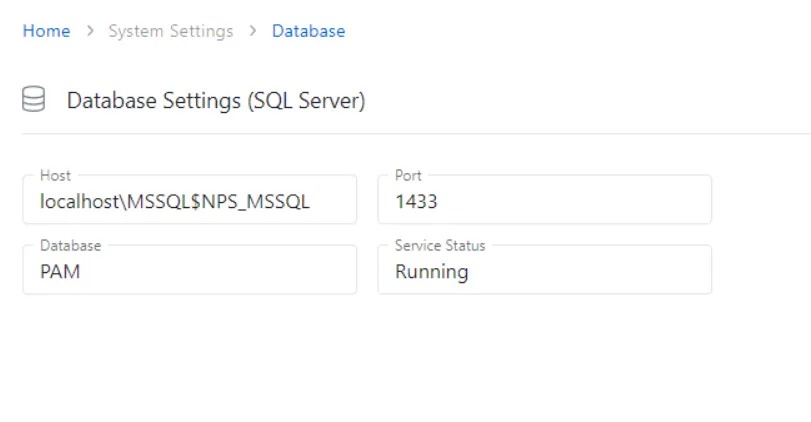 Home > System Settings > Database
Database Settings (SQL Server)
Host Port
localhost\MSSQL$NPS_MSSQL 1433
Database Service Status
PAM Running